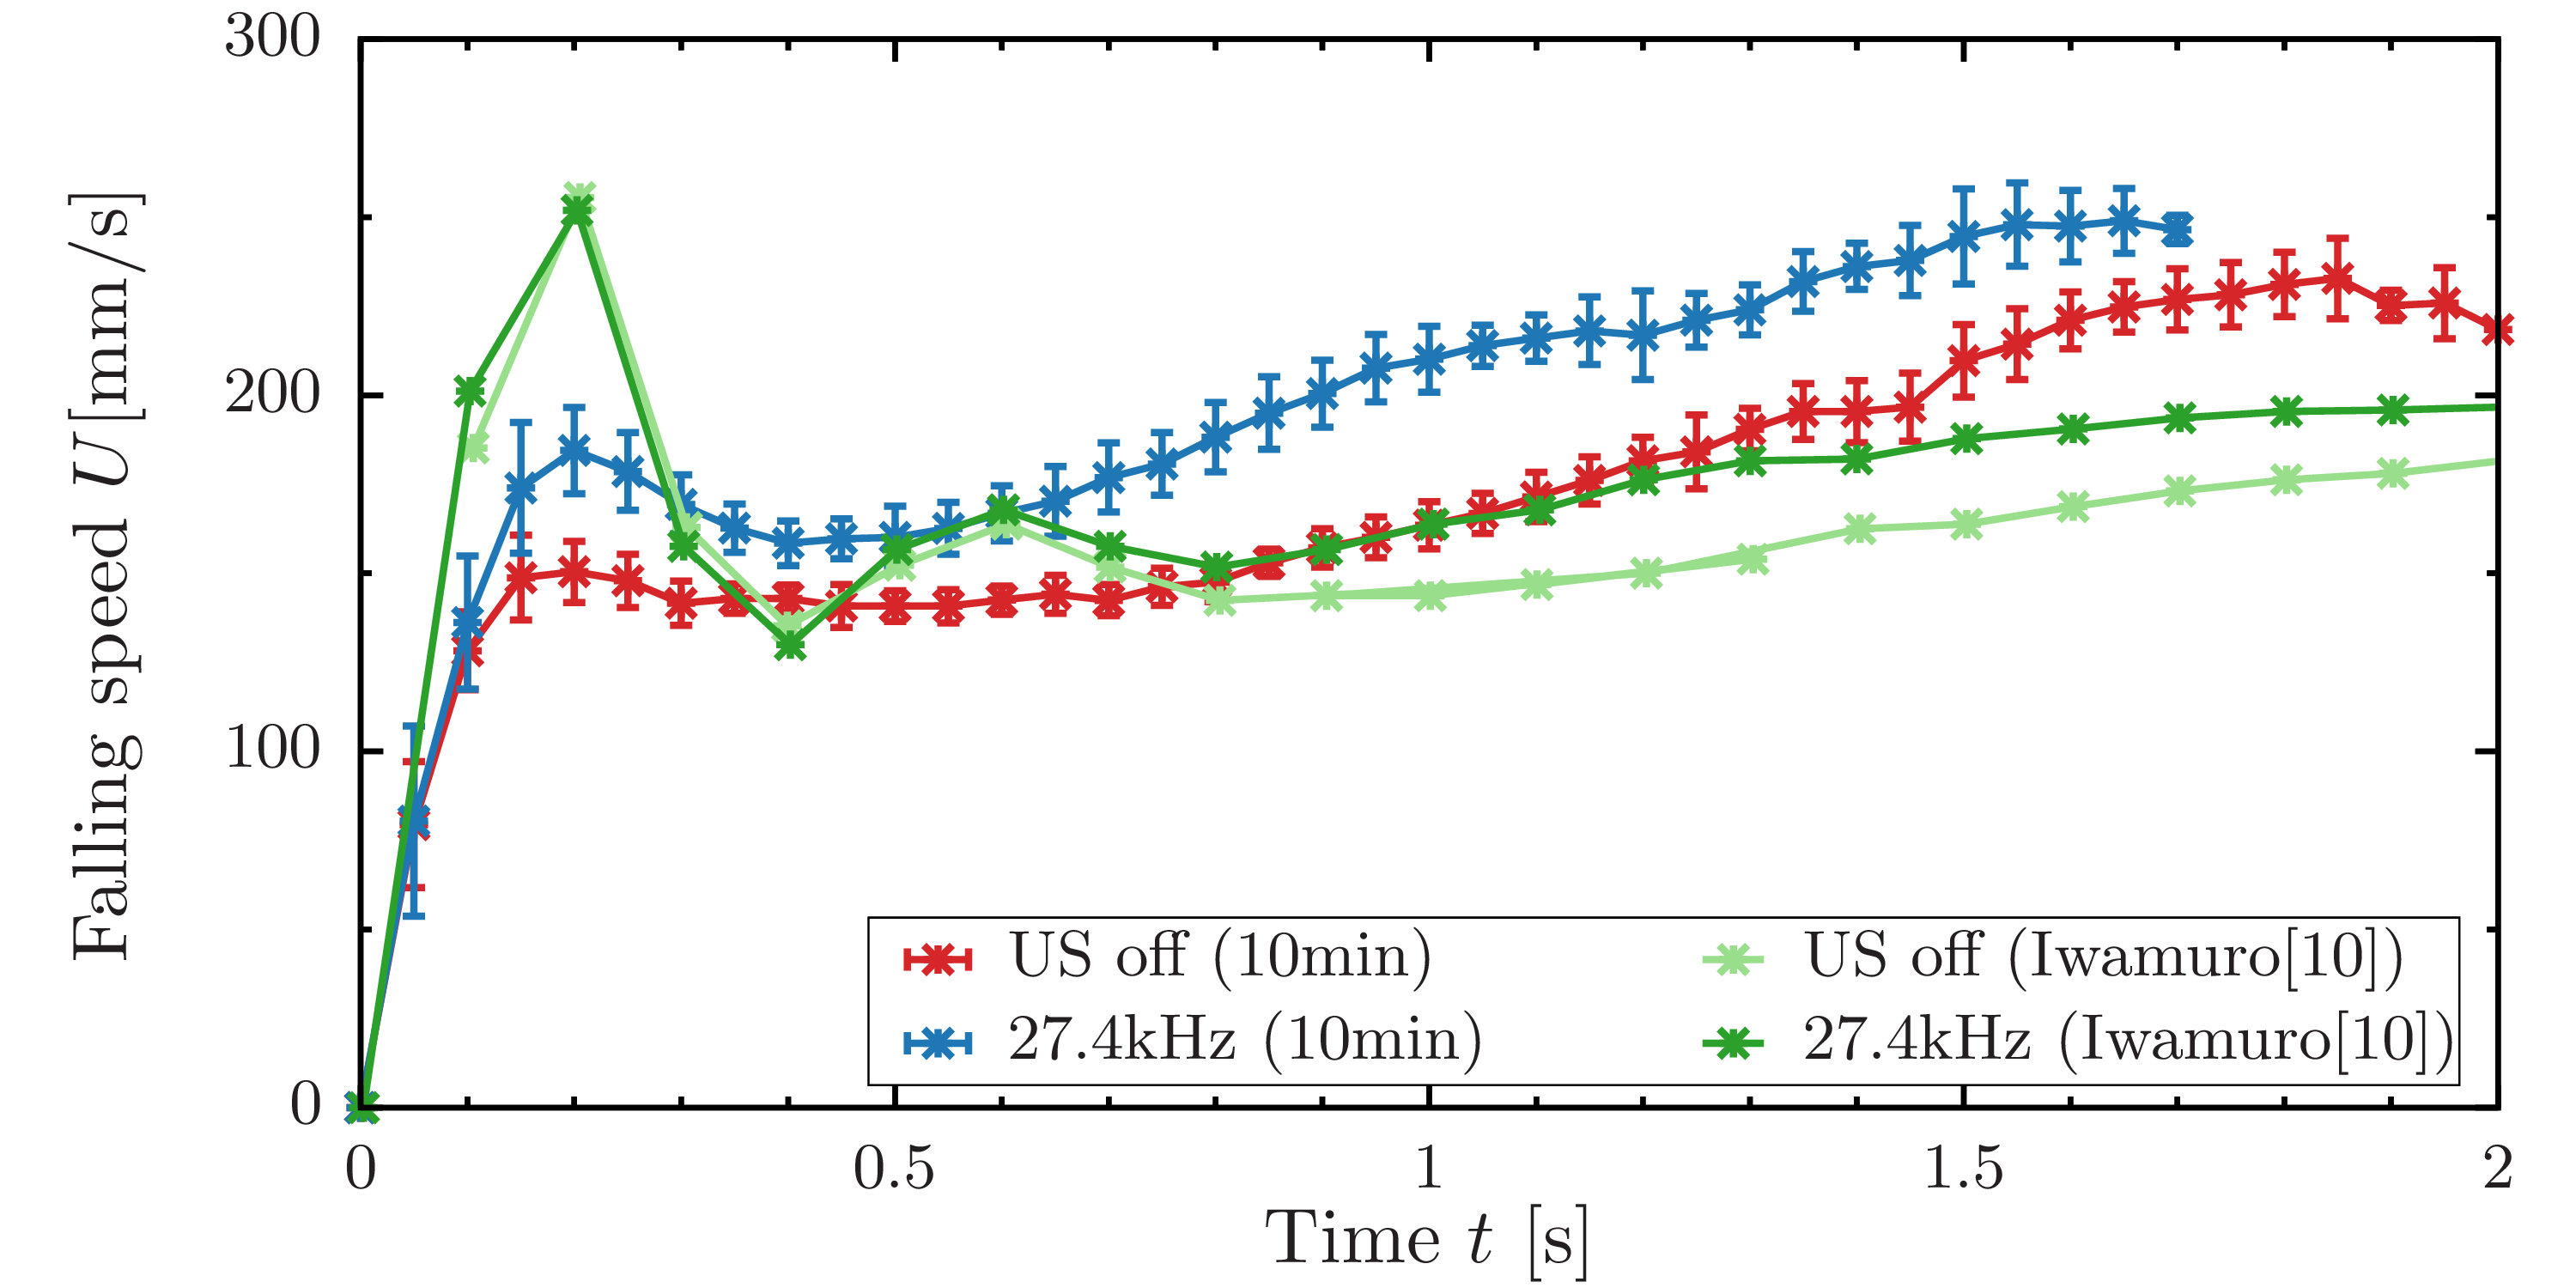 300
200
100
0
Falling speed U[mm/s]
US off (10min)
27.4kHz (10min)
US off (Iwamuro[10])
27.4kHz (Iwamuro[10])
0 0.5 1 1.5 2
Time t [s]